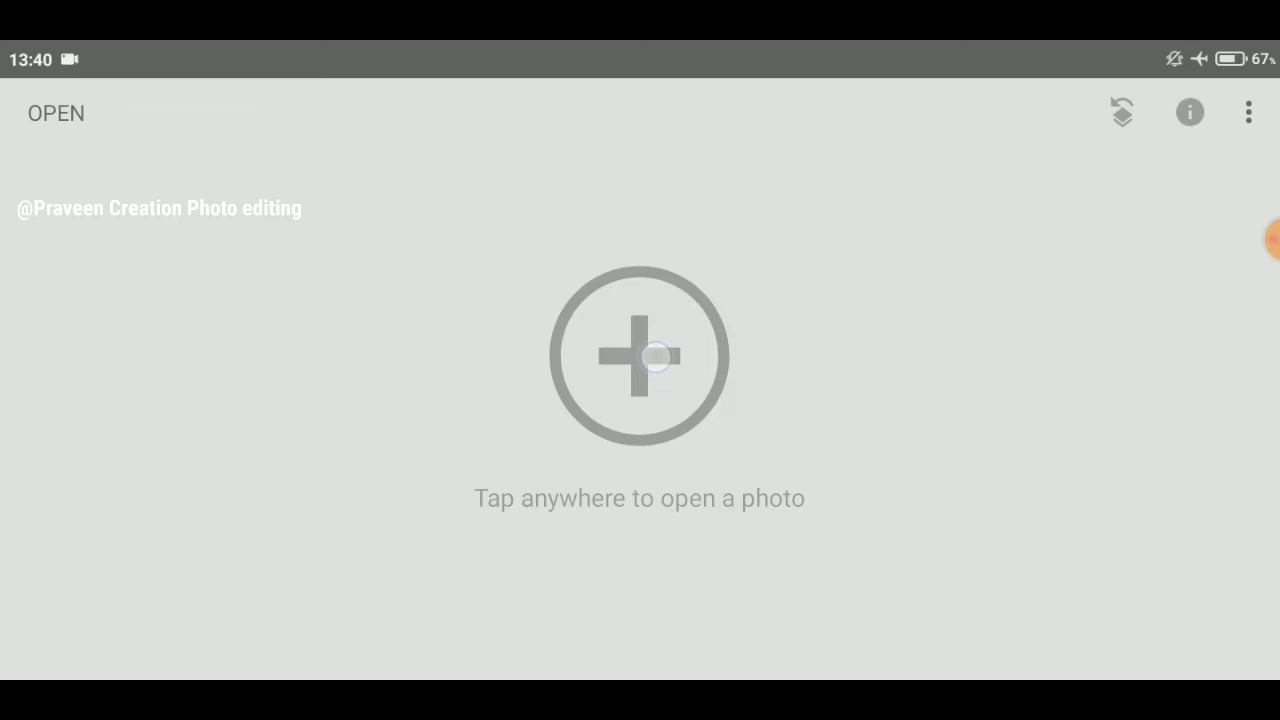 13:40
67%
OPEN
@Praveen Creation Photo editing
Tap anywhere to open a photo